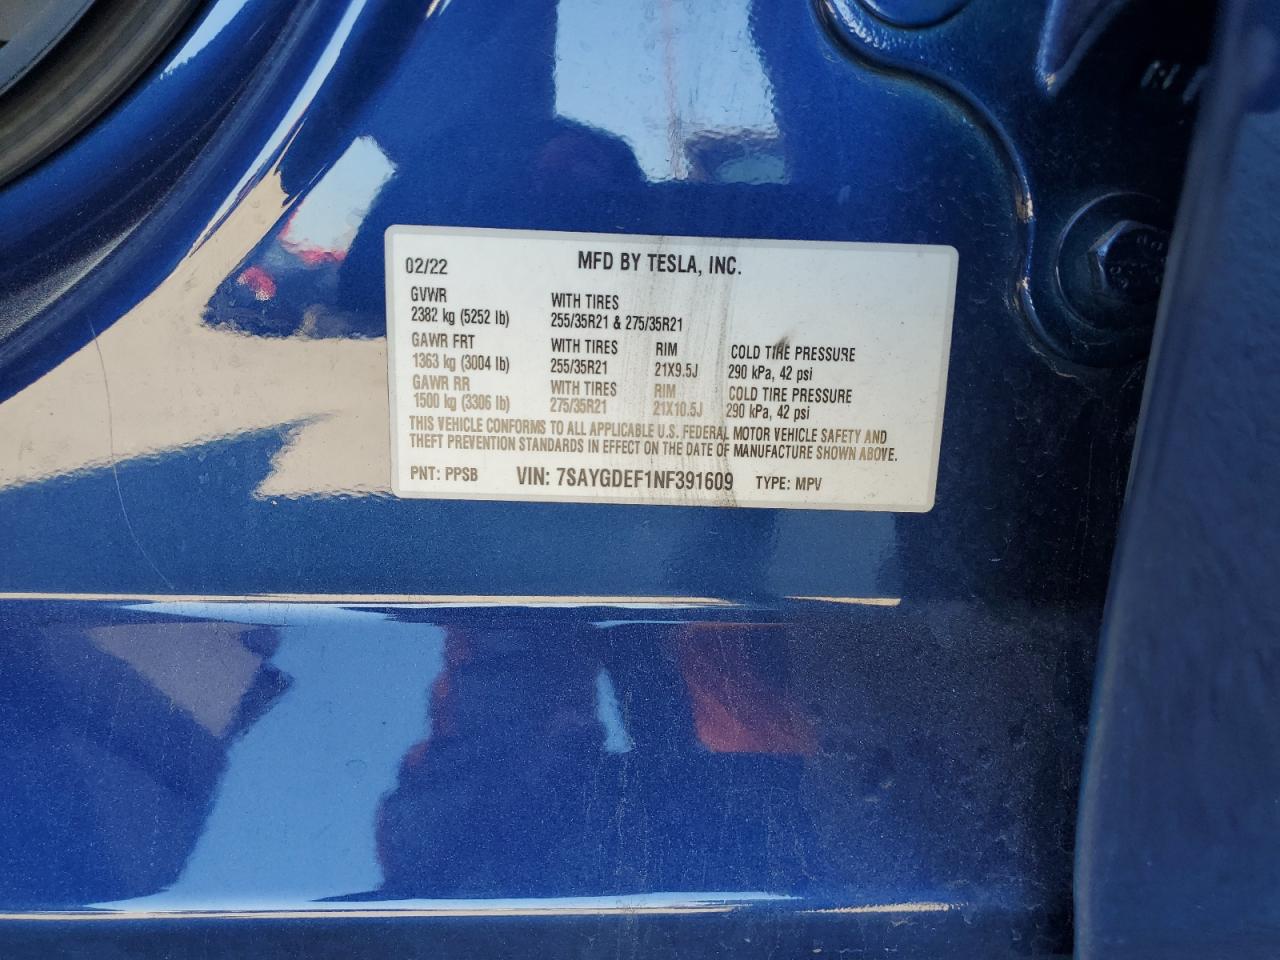 02/22 MFD BY TESLA, INC.
GVWR WITH TIRES
2382 kg (5252 lb) 255/35R21 & 275/35R21
GAWR FRT WITH TIRES RIM COLD TIRE PRESSURE
1363 kg (3004 lb) 255/35R21 21X9.5J 290 kPa, 42 psi
GAWR RR WITH TIRES RIM COLD TIRE PRESSURE
1500 kg (3306 lb) 275/35R21 21X10.5J 290 kPa, 42 psi
THIS VEHICLE CONFORMS TO ALL APPLICABLE U.S. FEDERAL MOTOR VEHICLE SAFETY AND
THEFT PREVENTION STANDARDS IN EFFECT ON THE DATE OF MANUFACTURE SHOWN ABOVE.
PNT: PPSB VIN: 7SAYGDEF1NF391609 TYPE: MPV